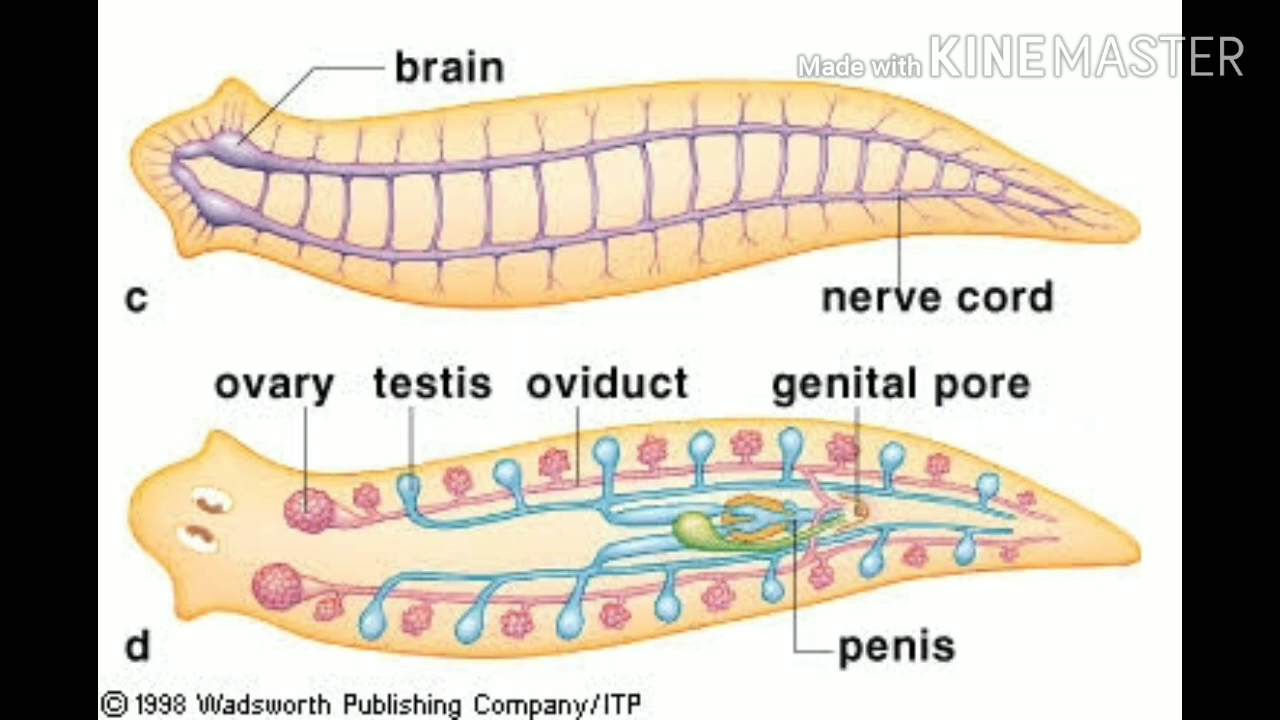 Made with KINEMASTER
brain
c
nerve cord
ovary testis oviduct genital pore
d
penis
© 1998 Wadsworth Publishing Company/ITP